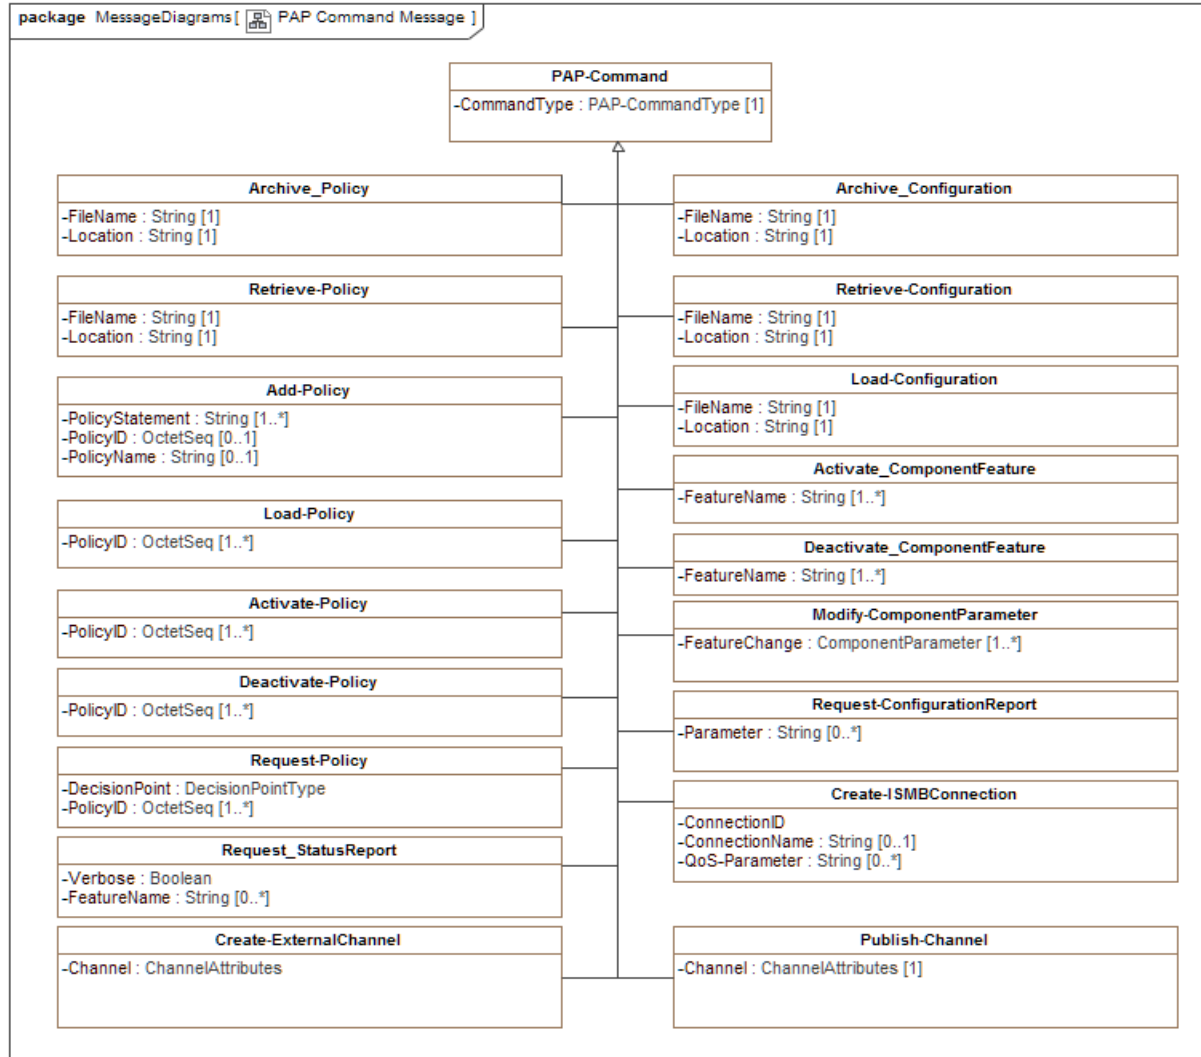 package MessageDiagrams[ PAP Command Message ]
PAP-Command
-CommandType : PAP-CommandType [1]
Archive_Policy
-FileName : String [1]
-Location : String [1]
Archive_Configuration
-FileName : String [1]
-Location : String [1]
Retrieve-Policy
-FileName : String [1]
-Location : String [1]
Retrieve-Configuration
-FileName : String [1]
-Location : String [1]
Add-Policy
-PolicyStatement : String [1..*]
-PolicyID : OctetSeq [0..1]
-PolicyName : String [0..1]
Load-Configuration
-FileName : String [1]
-Location : String [1]
Activate_ComponentFeature
-FeatureName : String [1..*]
Load-Policy
-PolicyID : OctetSeq [1..*]
Deactivate_ComponentFeature
-FeatureName : String [1..*]
Activate-Policy
-PolicyID : OctetSeq [1..*]
Modify-ComponentParameter
-FeatureChange : ComponentParameter [1..*]
Deactivate-Policy
-PolicyID : OctetSeq [1..*]
Request-ConfigurationReport
-Parameter : String [0..*]
Request-Policy
-DecisionPoint : DecisionPointType
-PolicyID : OctetSeq [1..*]
Create-ISMBConnection
-ConnectionID
-ConnectionName : String [0..1]
-QoS-Parameter : String [0..*]
Request_StatusReport
-Verbose : Boolean
-FeatureName : String [0..*]
Create-ExternalChannel
-Channel : ChannelAttributes
Publish-Channel
-Channel : ChannelAttributes [1]